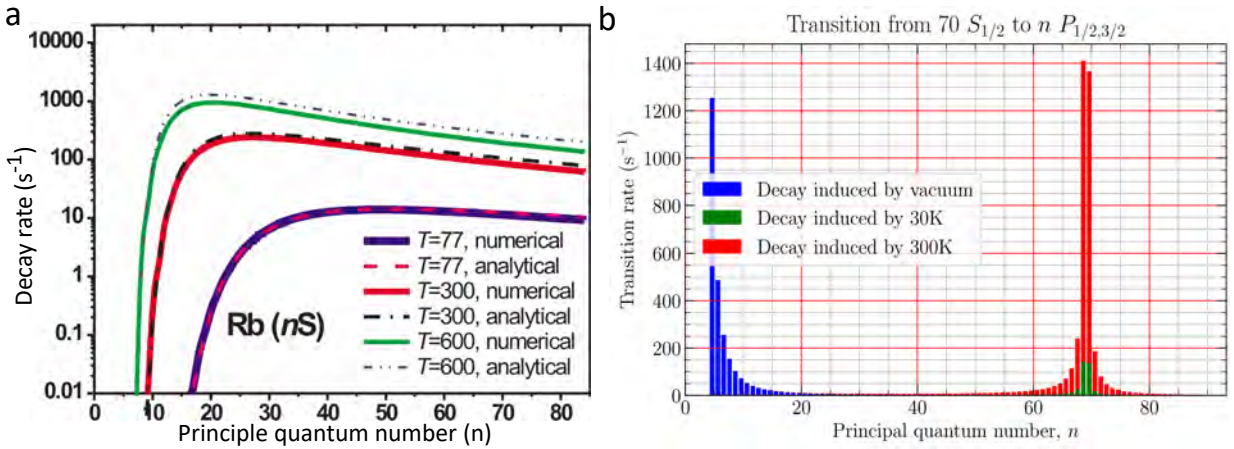 a
Decay rate (s-1)
10000
1000
100
10
1
0.1
0.01
T=77, numerical
T=77, analytical
T=300, numerical
T=300, analytical
T=600, numerical
T=600, analytical
Rb (nS)
0 10 20 30 40 50 60 70 80
Principle quantum number (n)
b
Transition from 70 S1/2 to n P1/2,3/2
Transition rate (s−1)
1400
1200
1000
800
600
400
200
0
Decay induced by vacuum
Decay induced by 30K
Decay induced by 300K
0 20 40 60 80
Principal quantum number, n